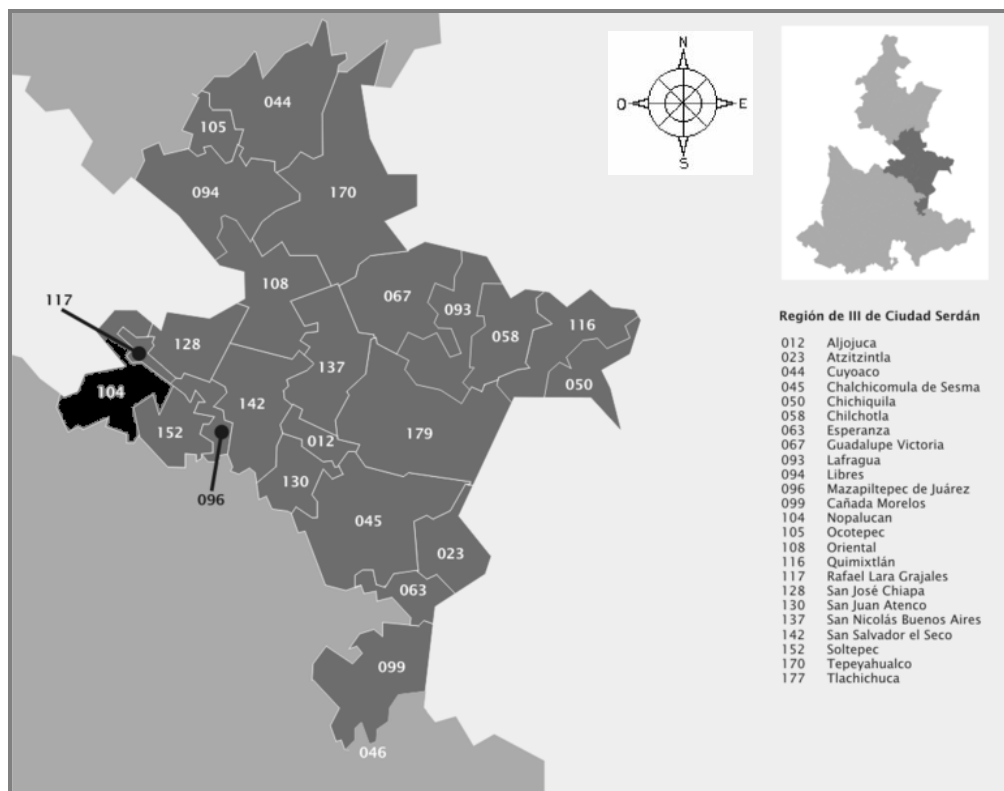 N
O
E
S
044
105
094
170
108
067
093
117
116
058
128
137
050
104
142
152
179
012
096
130
045
023
063
099
046
Región de III de Ciudad Serdán
012 Aljojuca
023 Atzitzintla
044 Cuyoaco
045 Chalchicomula de Sesma
050 Chichiquila
058 Chilchotla
063 Esperanza
067 Guadalupe Victoria
093 Lafragua
094 Libres
096 Mazapiltepec de Juárez
099 Cañada Morelos
104 Nopalucan
105 Ocotepec
108 Oriental
116 Quimixtlán
117 Rafael Lara Grajales
128 San José Chiapa
130 San Juan Atenco
137 San Nicolás Buenos Aires
142 San Salvador el Seco
152 Soltepec
170 Tepeyahualco
177 Tlachichuca